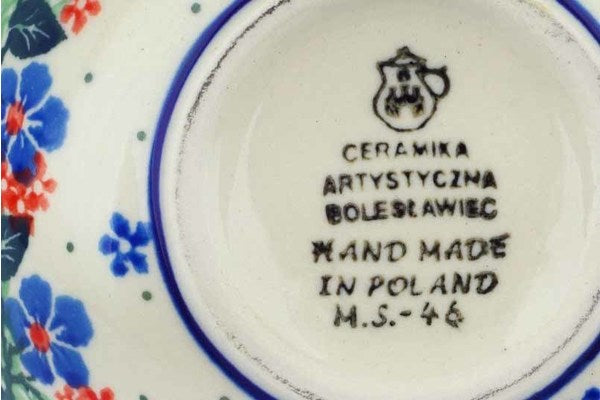 CERAMIKA
ARTYSTYCZNA
BOLESŁAWIEC
HAND MADE
IN POLAND
M.S.-46